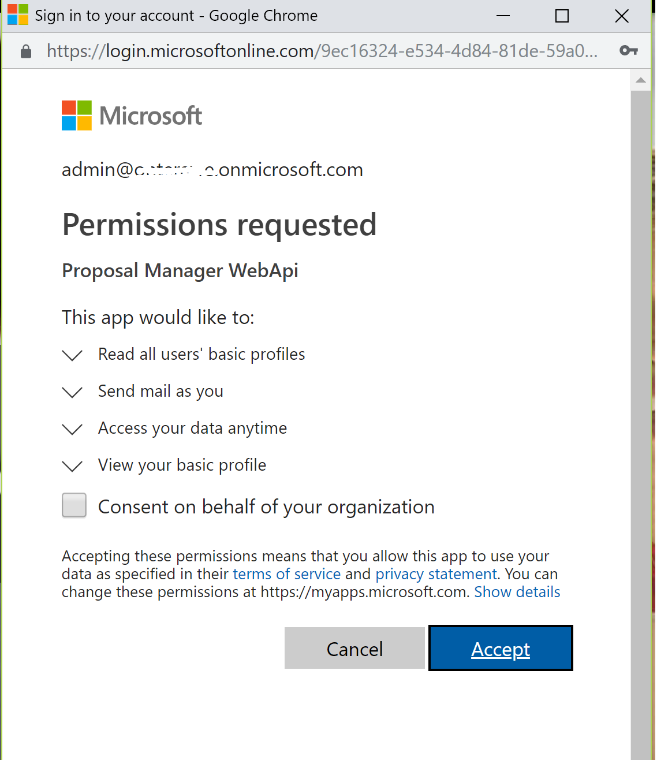 Sign in to your account - Google Chrome
https://login.microsoftonline.com/9ec16324-e534-4d84-81de-59a0...
Microsoft
admin@ .onmicrosoft.com
Permissions requested
Proposal Manager WebApi
This app would like to:
Read all users' basic profiles
Send mail as you
Access your data anytime
View your basic profile
Consent on behalf of your organization
Accepting these permissions means that you allow this app to use your
data as specified in their terms of service and privacy statement. You can
change these permissions at https://myapps.microsoft.com. Show details
Cancel Accept